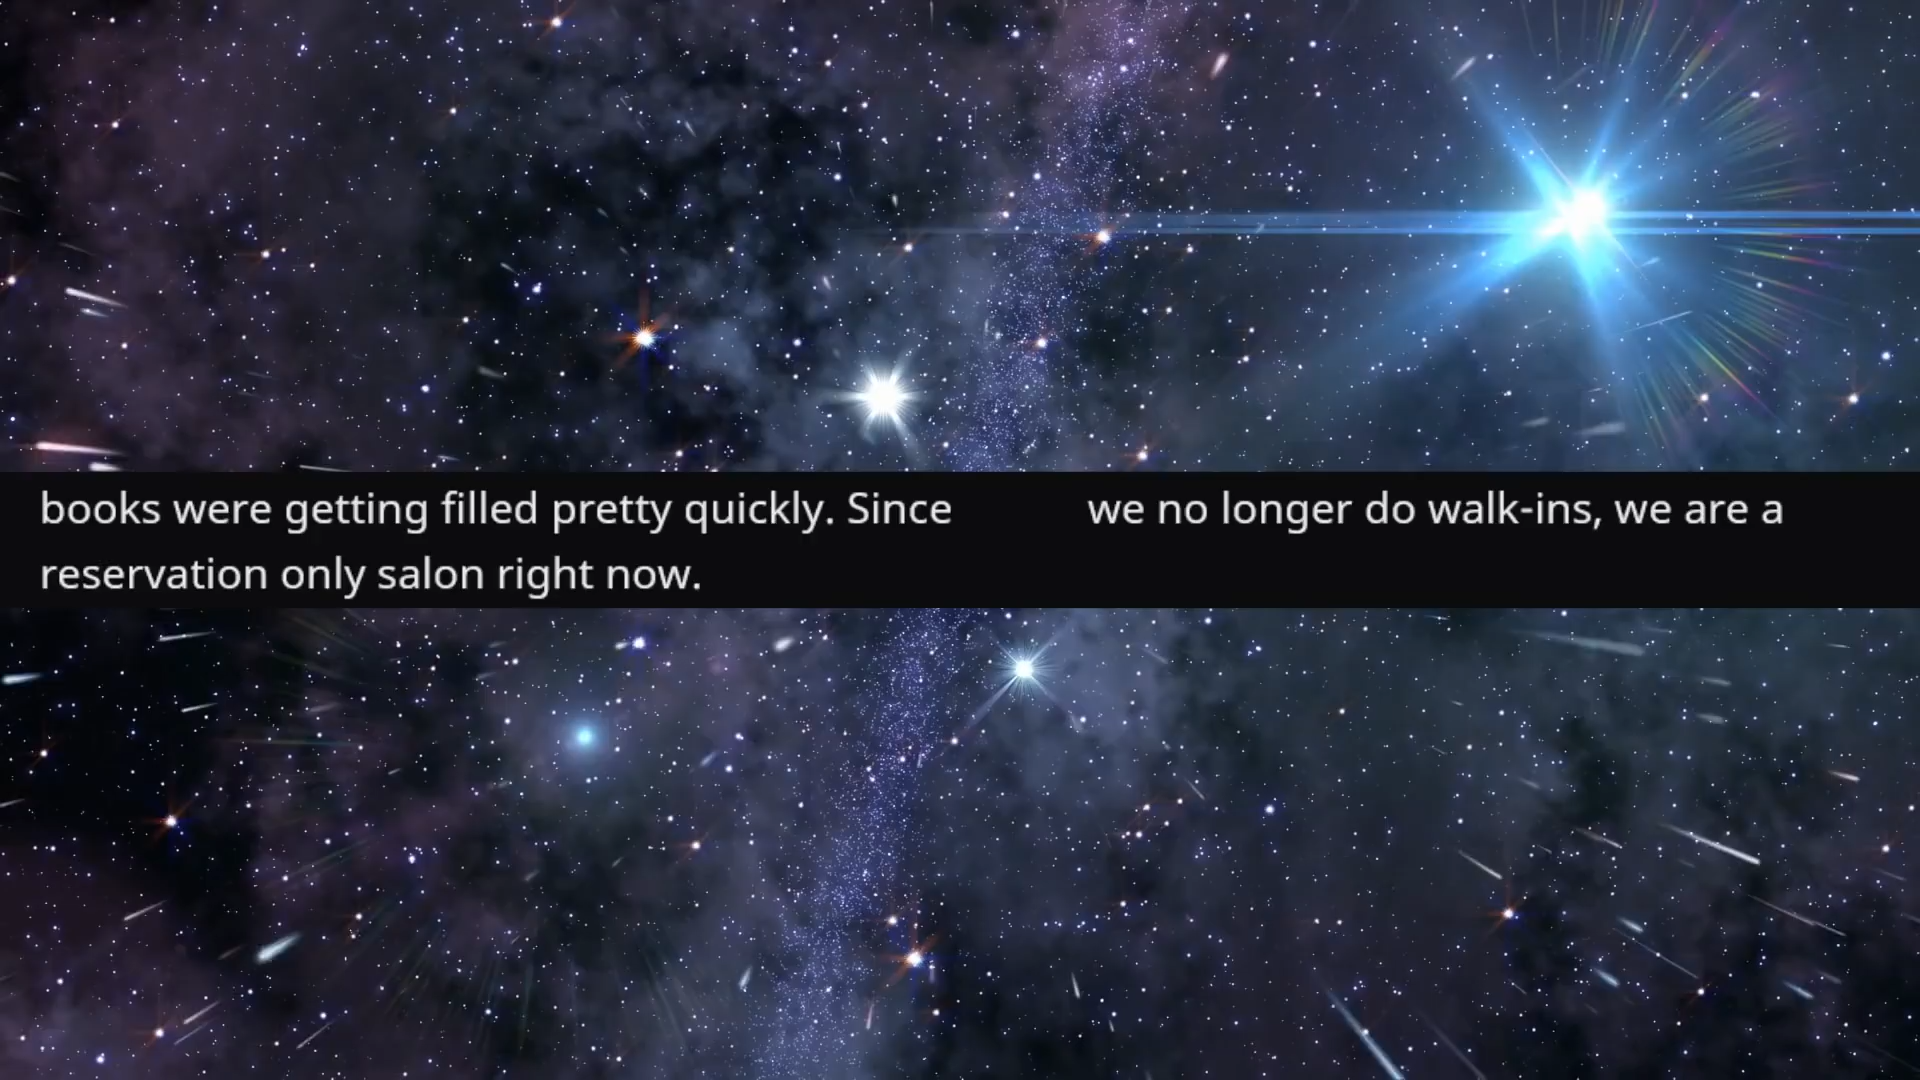 books were getting filled pretty quickly. Since we no longer do walk-ins, we are a
reservation only salon right now.